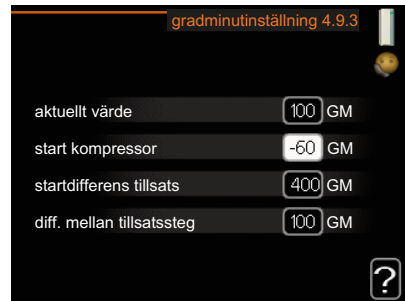 gradminutinställning 4.9.3
aktuellt värde 100 GM
start kompressor -60 GM
startdifferens tillsats 400 GM
diff. mellan tillsatssteg 100 GM
?